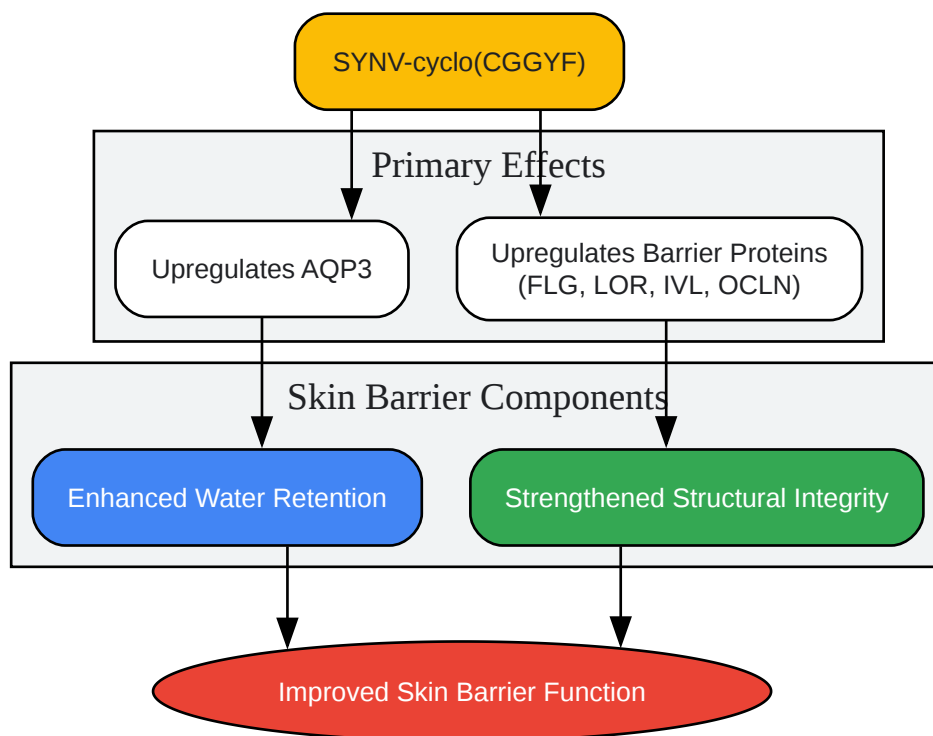 SYNV-cyclo(CGGYF)
Primary Effects
Upregulates AQP3
Upregulates Barrier Proteins
(FLG, LOR, IVL, OCLN)
Skin Barrier Components
Enhanced Water Retention
Strengthened Structural Integrity
Improved Skin Barrier Function